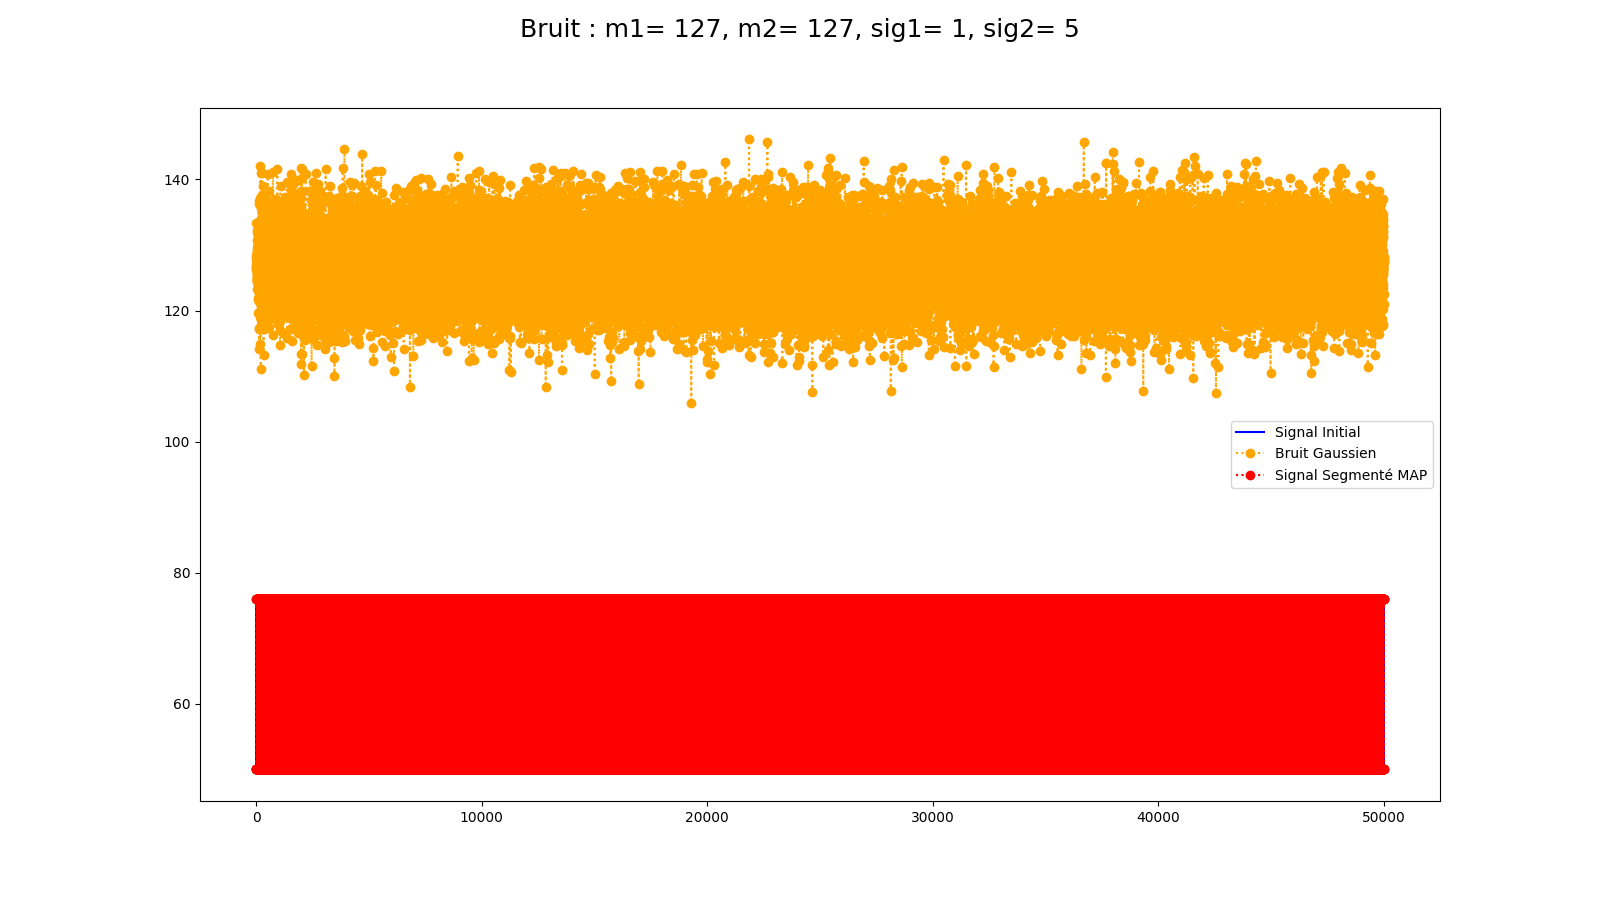 Bruit : m1= 127, m2= 127, sig1= 1, sig2= 5
140
120
100
80
60
Signal Initial
Bruit Gaussien
Signal Segmenté MAP
0 10000 20000 30000 40000 50000